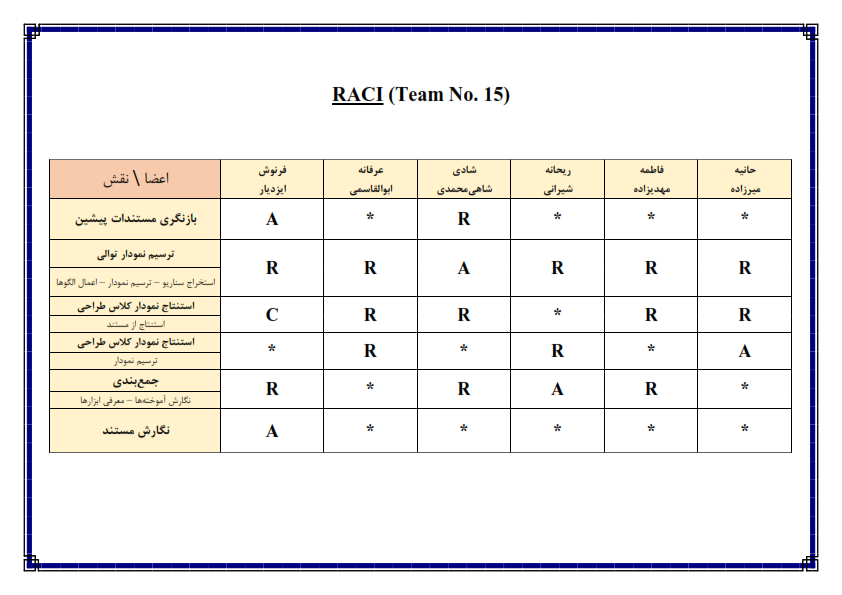 RACI (Team No. 15)
اعضا \ نقش
فرنوش
ایزدیار
عرفانه
ابوالقاسمی
شادی
شاهی‌محمدی
ریحانه
شیرانی
فاطمه
مهدیزاده
حانیه
میرزاده
بازنگری مستندات پیشین
A * R * * *
ترسیم نمودار توالی
استخراج سناریو – ترسیم نمودار – اعمال الگوها
R R A R R R
استنتاج نمودار کلاس طراحی
استنتاج از مستند
C R R * R R
استنتاج نمودار کلاس طراحی
ترسیم نمودار
* R * R * A
جمع‌بندی
نگارش آموخته‌ها – معرفی ابزارها
R * R A R *
نگارش مستند
A * * * * *